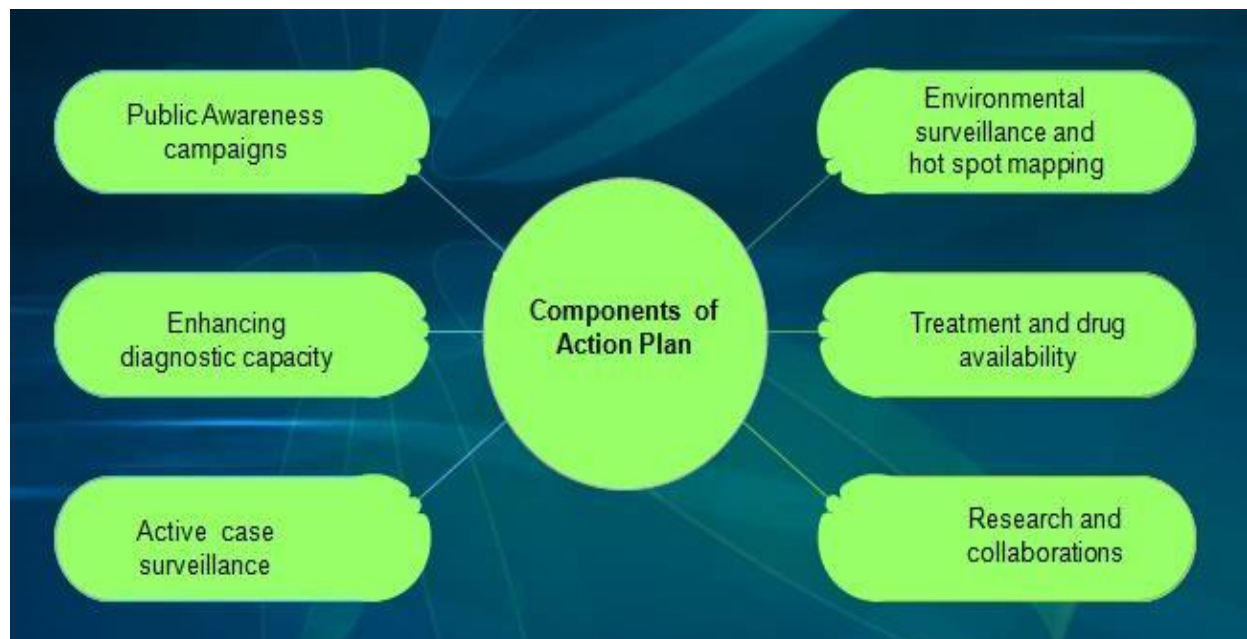 Public Awareness
campaigns
Enhancing
diagnostic capacity
Active case
surveillance
Components of
Action Plan
Environmental
surveillance and
hot spot mapping
Treatment and drug
availability
Research and
collaborations